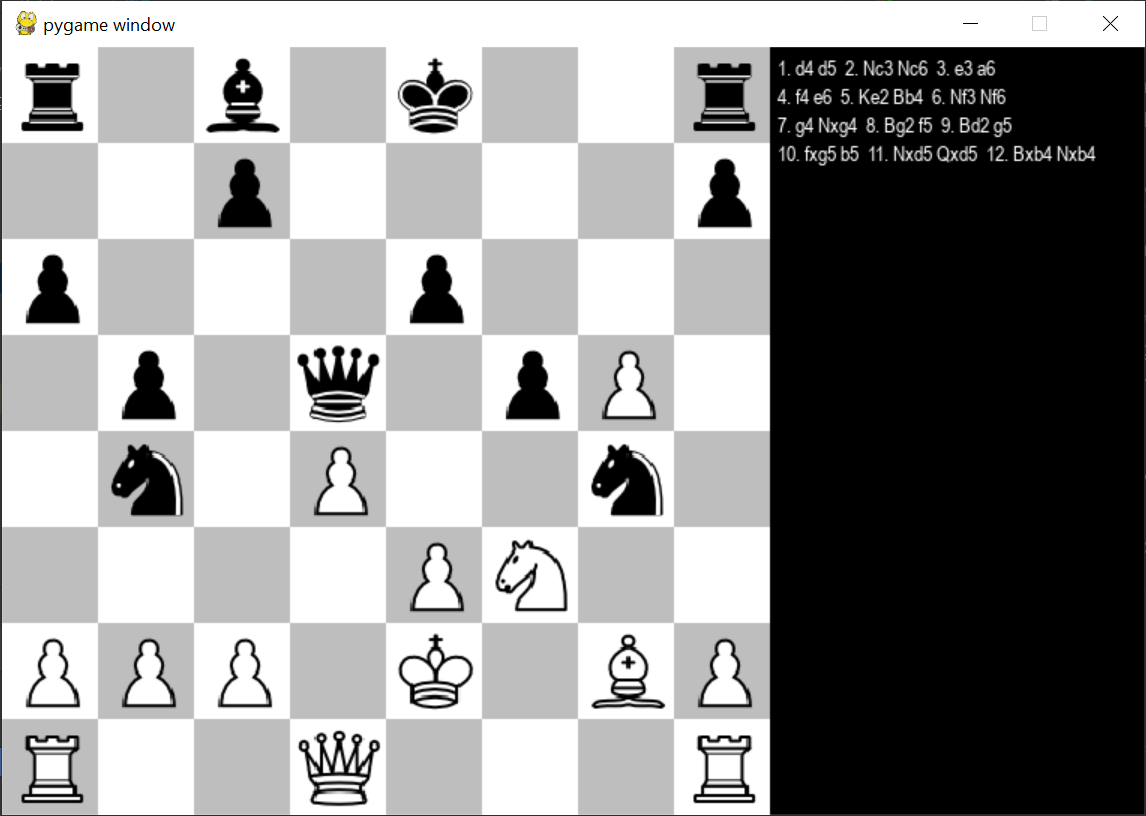 pygame window
1. d4 d5 2. Nc3 Nc6 3. e3 a6
4. f4 e6 5. Ke2 Bb4 6. Nf3 Nf6
7. g4 Nxg4 8. Bg2 f5 9. Bd2 g5
10. fxg5 b5 11. Nxd5 Qxd5 12. Bxb4 Nxb4